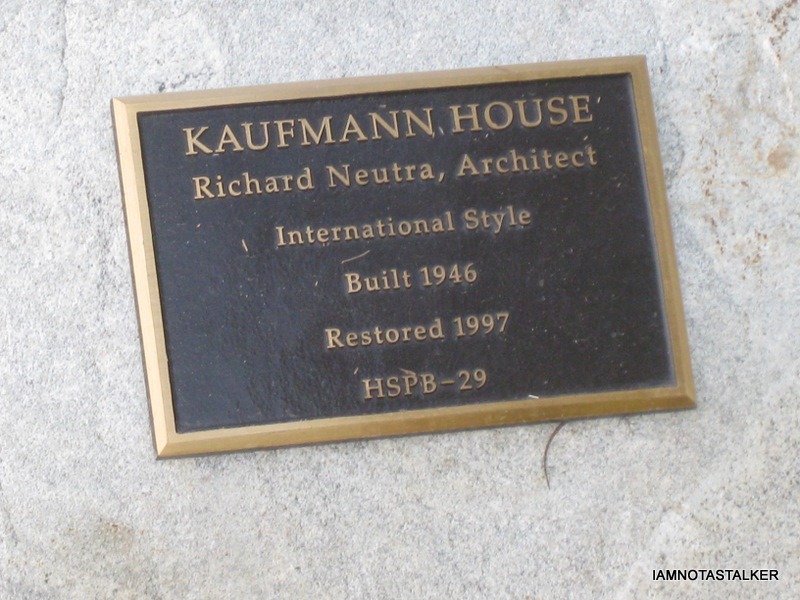 KAUFMANN HOUSE
Richard Neutra, Architect
International Style
Built 1946
Restored 1997
HSPB-29
IAMNOTASTALKER